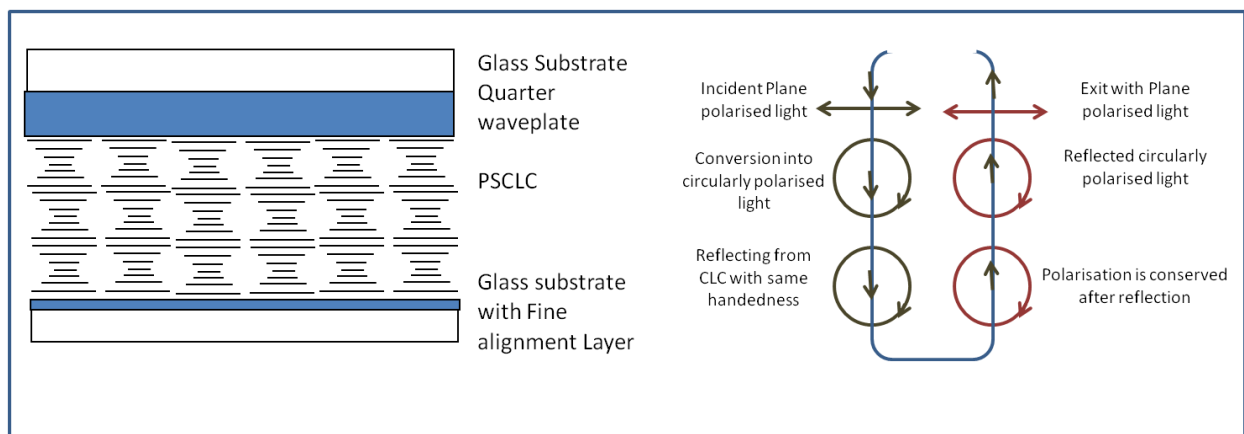 Glass Substrate
Quarter
waveplate
PSCLC
Glass substrate
with Fine
alignment Layer
Incident Plane
polarised light
Conversion into
circularly polarised
light
Reflecting from
CLC with same
handedness
Exit with Plane
polarised light
Reflected circularly
polarised light
Polarisation is conserved
after reflection